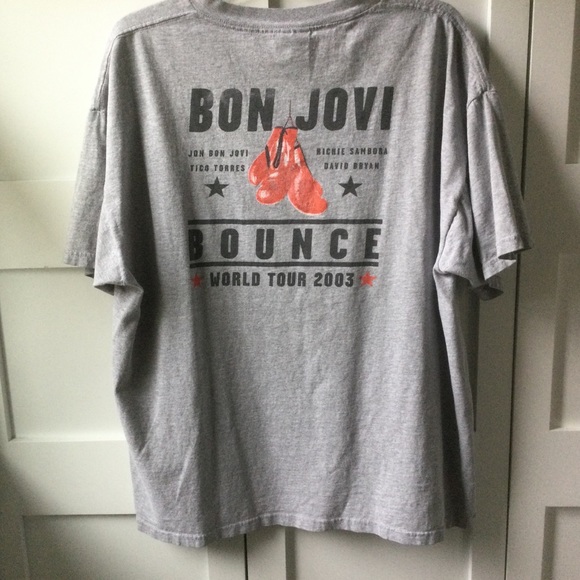 BON JOVI
JON BON JOVI RICHIE SAMBORA
TICO TORRES DAVID BRYAN
BOUNCE
WORLD TOUR 2003